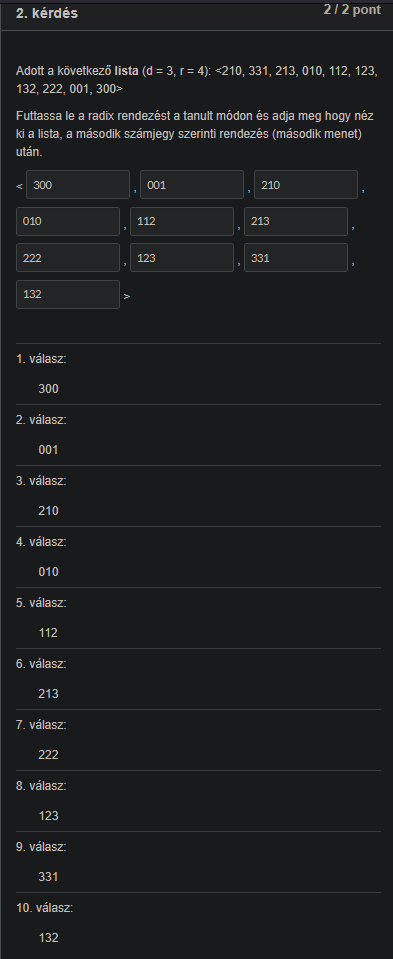 2. kérdés 2 / 2 pont
Adott a következő lista (d = 3, r = 4): <210, 331, 213, 010, 112, 123,
132, 222, 001, 300>
Futtassa le a radix rendezést a tanult módon és adja meg hogy néz
ki a lista, a második számjegy szerinti rendezés (második menet)
után.
< 300 , 001 , 210 ,
010 , 112 , 213 ,
222 , 123 , 331 ,
132 >
1. válasz:
300
2. válasz:
001
3. válasz:
210
4. válasz:
010
5. válasz:
112
6. válasz:
213
7. válasz:
222
8. válasz:
123
9. válasz:
331
10. válasz:
132